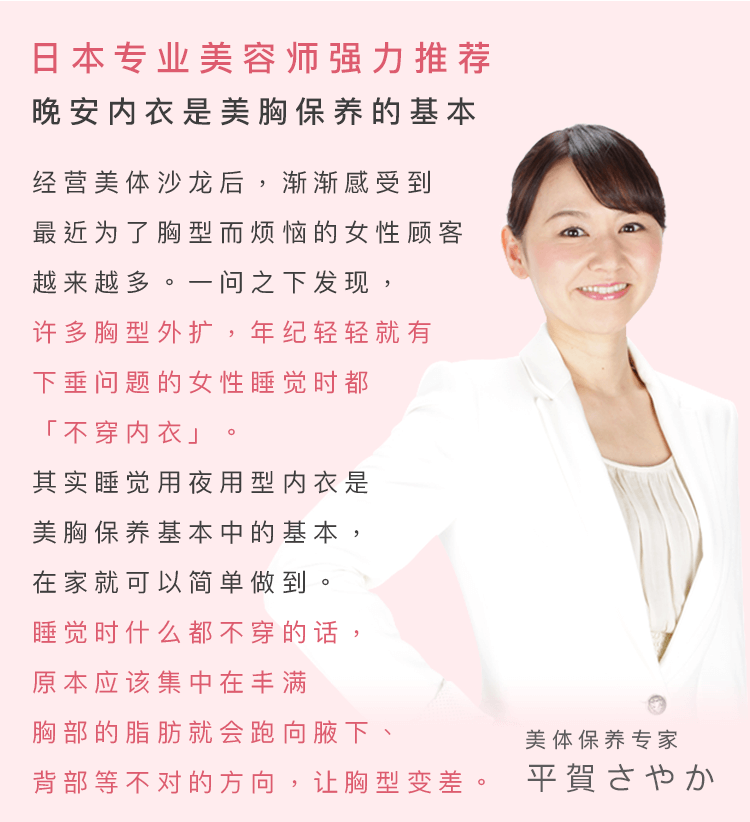 日本专业美容师强力推荐
晚安内衣是美胸保养的基本
经营美体沙龙后，渐渐感受到
最近为了胸型而烦恼的女性顾客
越来越多。一问之下发现，
许多胸型外扩，年纪轻轻就有
下垂问题的女性睡觉时都
「不穿内衣」。
其实睡觉用夜用型内衣是
美胸保养基本中的基本，
在家就可以简单做到。
睡觉时什么都不穿的话，
原本应该集中在丰满
胸部的脂肪就会跑向腋下、
背部等不对的方向，让胸型变差。
美体保养专家
平賀さやか